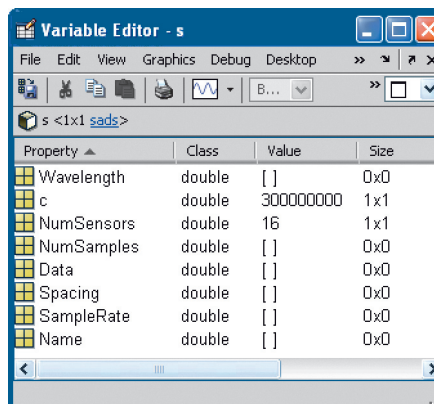 Variable Editor - s
File Edit View Graphics Debug Desktop »
B... »
s <1x1 sads>
Property Class Value Size
Wavelength double [ ] 0x0
c double 300000000 1x1
NumSensors double 16 1x1
NumSamples double [ ] 0x0
Data double [ ] 0x0
Spacing double [ ] 0x0
SampleRate double [ ] 0x0
Name double [ ] 0x0